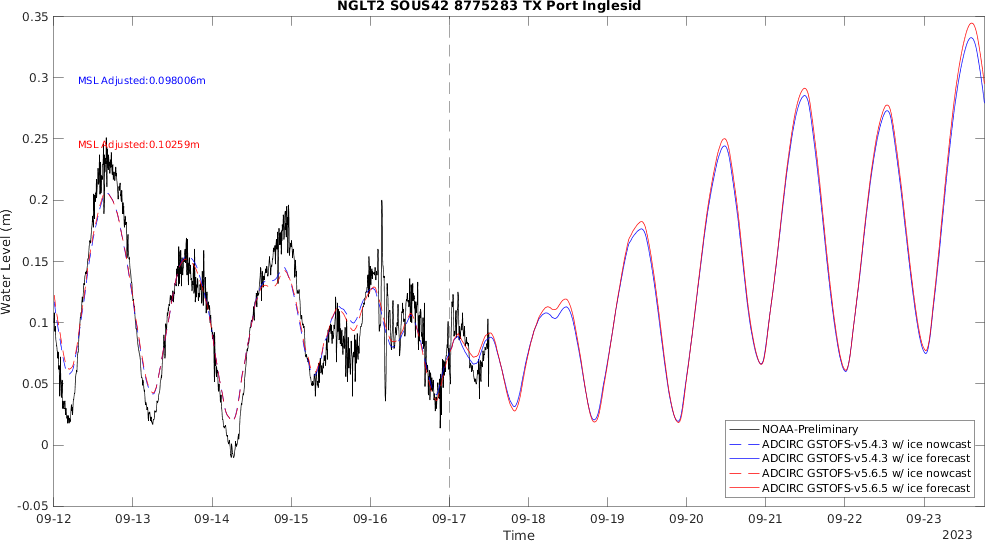 NGLT2 SOUS42 8775283 TX Port Inglesid
0.35
0.3
0.25
0.2
0.15
0.1
0.05
0
-0.05
Water Level (m)
MSL Adjusted:0.098006m
MSL Adjusted:0.10259m
NOAA-Preliminary
ADCIRC GSTOFS-v5.4.3 w/ ice nowcast
ADCIRC GSTOFS-v5.4.3 w/ ice forecast
ADCIRC GSTOFS-v5.6.5 w/ ice nowcast
ADCIRC GSTOFS-v5.6.5 w/ ice forecast
09-12 09-13 09-14 09-15 09-16 09-17 09-18 09-19 09-20 09-21 09-22 09-23
Time
2023